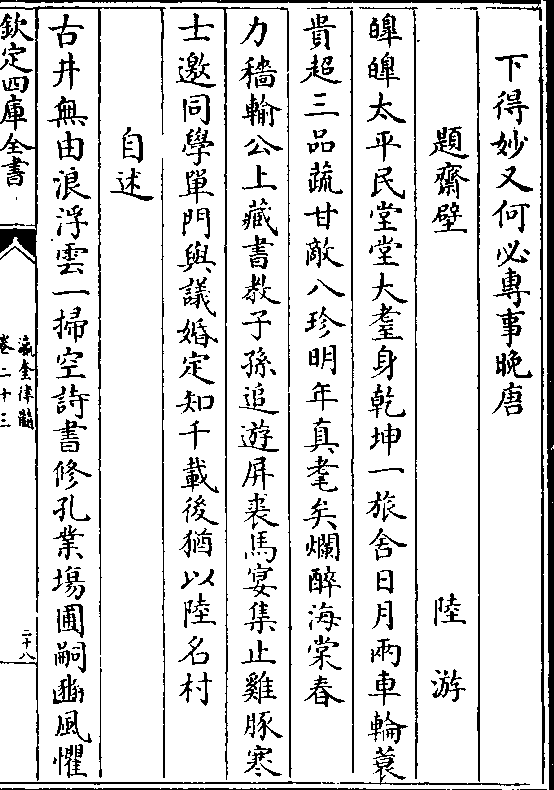 下得妙又何必專事晚唐
題齋壁 陸游
皥皥太平民堂堂大耋身乾坤一旅舍日月兩車輪蓑
貴超三品蔬甘敵八珍明年真耄矣爛醉海棠春
力穡輸公上藏書教子孫追遊屏裘馬宴集止雞豚寒
士邀同學單門與議婚定知千載後猶以陸名村
自述
古井無由浪浮雲一掃空詩書修孔業塲圃嗣豳風懼
欽定四庫全書
瀛奎律髓
卷二十三
二十八